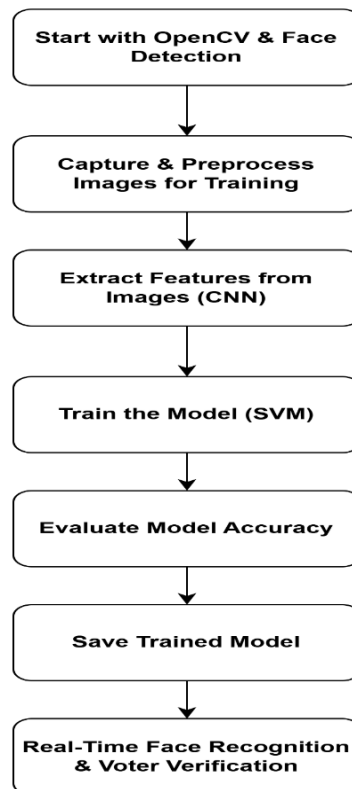 Start with OpenCV & Face
Detection
Capture & Preprocess
Images for Training
Extract Features from
Images (CNN)
Train the Model (SVM)
Evaluate Model Accuracy
Save Trained Model
Real-Time Face Recognition
& Voter Verification